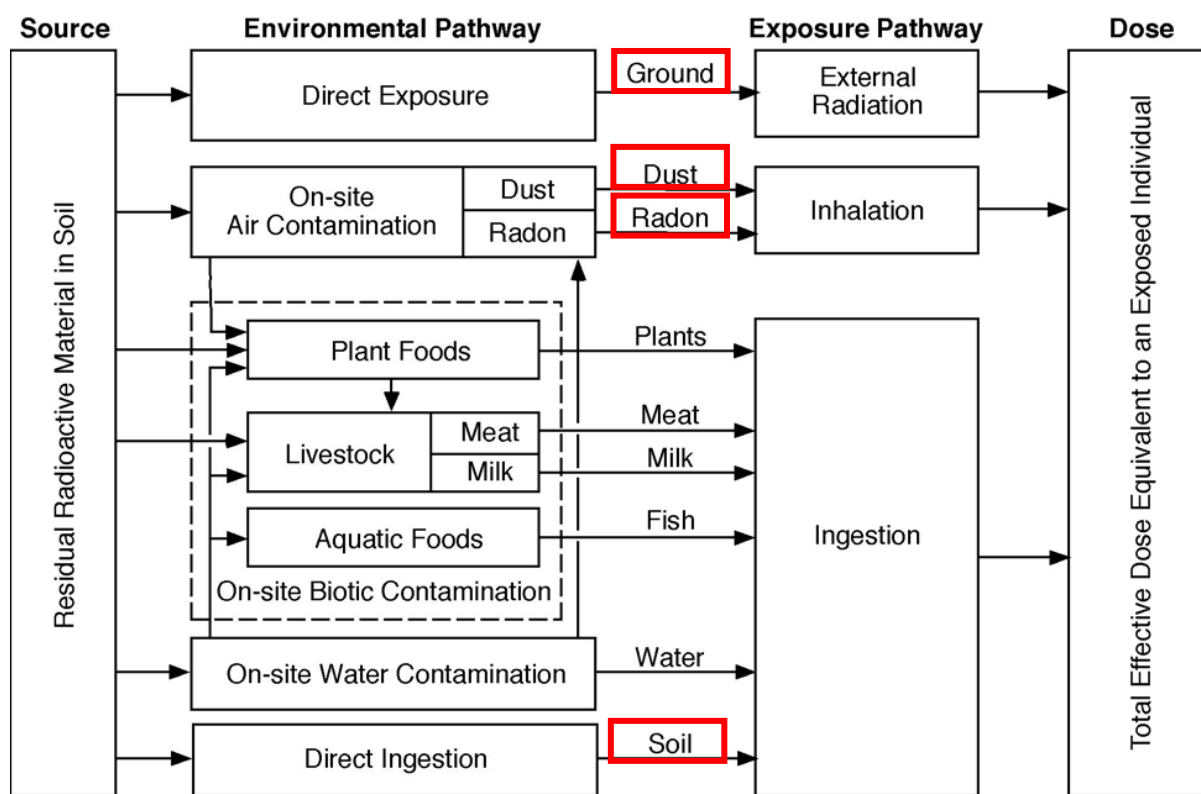 Source
Environmental Pathway
Exposure Pathway
Dose
Residual Radioactive Material in Soil
Direct Exposure
Ground
External
Radiation
On-site
Air Contamination
Dust
Radon
Dust
Radon
Inhalation
Plant Foods
Plants
Livestock
Meat
Milk
Meat
Milk
Aquatic Foods
Fish
On-site Biotic Contamination
Ingestion
On-site Water Contamination
Water
Direct Ingestion
Soil
Total Effective Dose Equivalent to an Exposed Individual